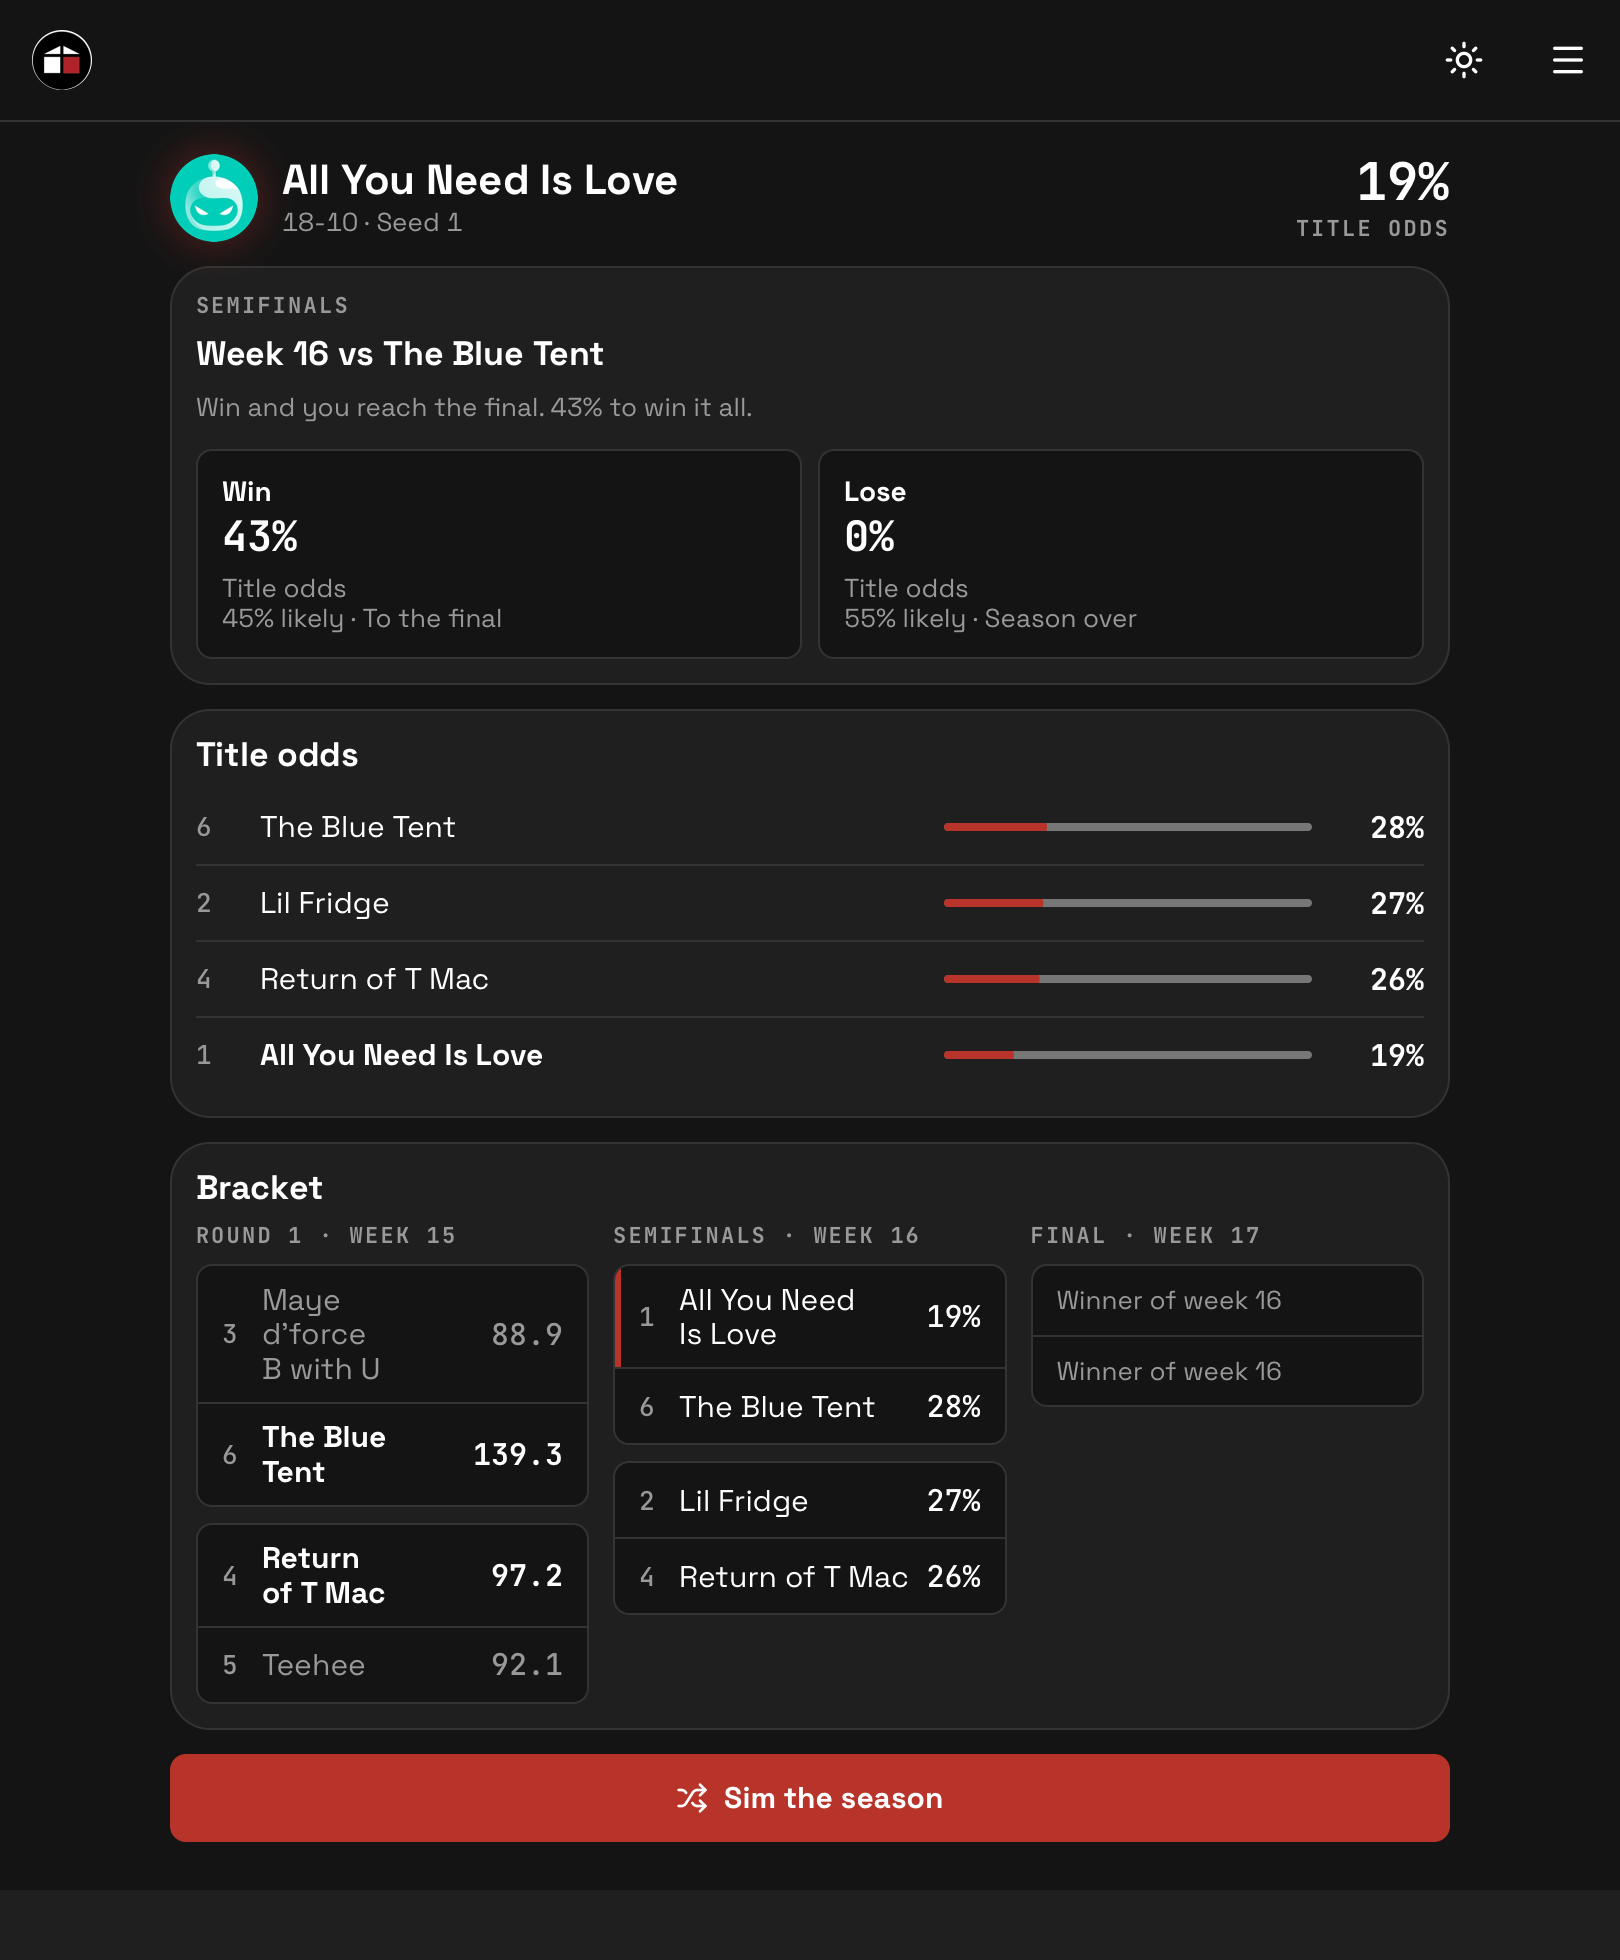 All You Need Is Love
18-10 · Seed 1
19%
TITLE ODDS
SEMIFINALS
Week 16 vs The Blue Tent
Win and you reach the final. 43% to win it all.
Win
43%
Title odds
45% likely · To the final
Lose
0%
Title odds
55% likely · Season over
Title odds
6 The Blue Tent 28%
2 Lil Fridge 27%
4 Return of T Mac 26%
1 All You Need Is Love 19%
Bracket
ROUND 1 · WEEK 15
3 Maye
d’force
B with U
88.9
6 The Blue
Tent
139.3
4 Return
of T Mac
97.2
5 Teehee 92.1
SEMIFINALS · WEEK 16
1 All You Need
Is Love
19%
6 The Blue Tent 28%
2 Lil Fridge 27%
4 Return of T Mac 26%
FINAL · WEEK 17
Winner of week 16
Winner of week 16
Sim the season